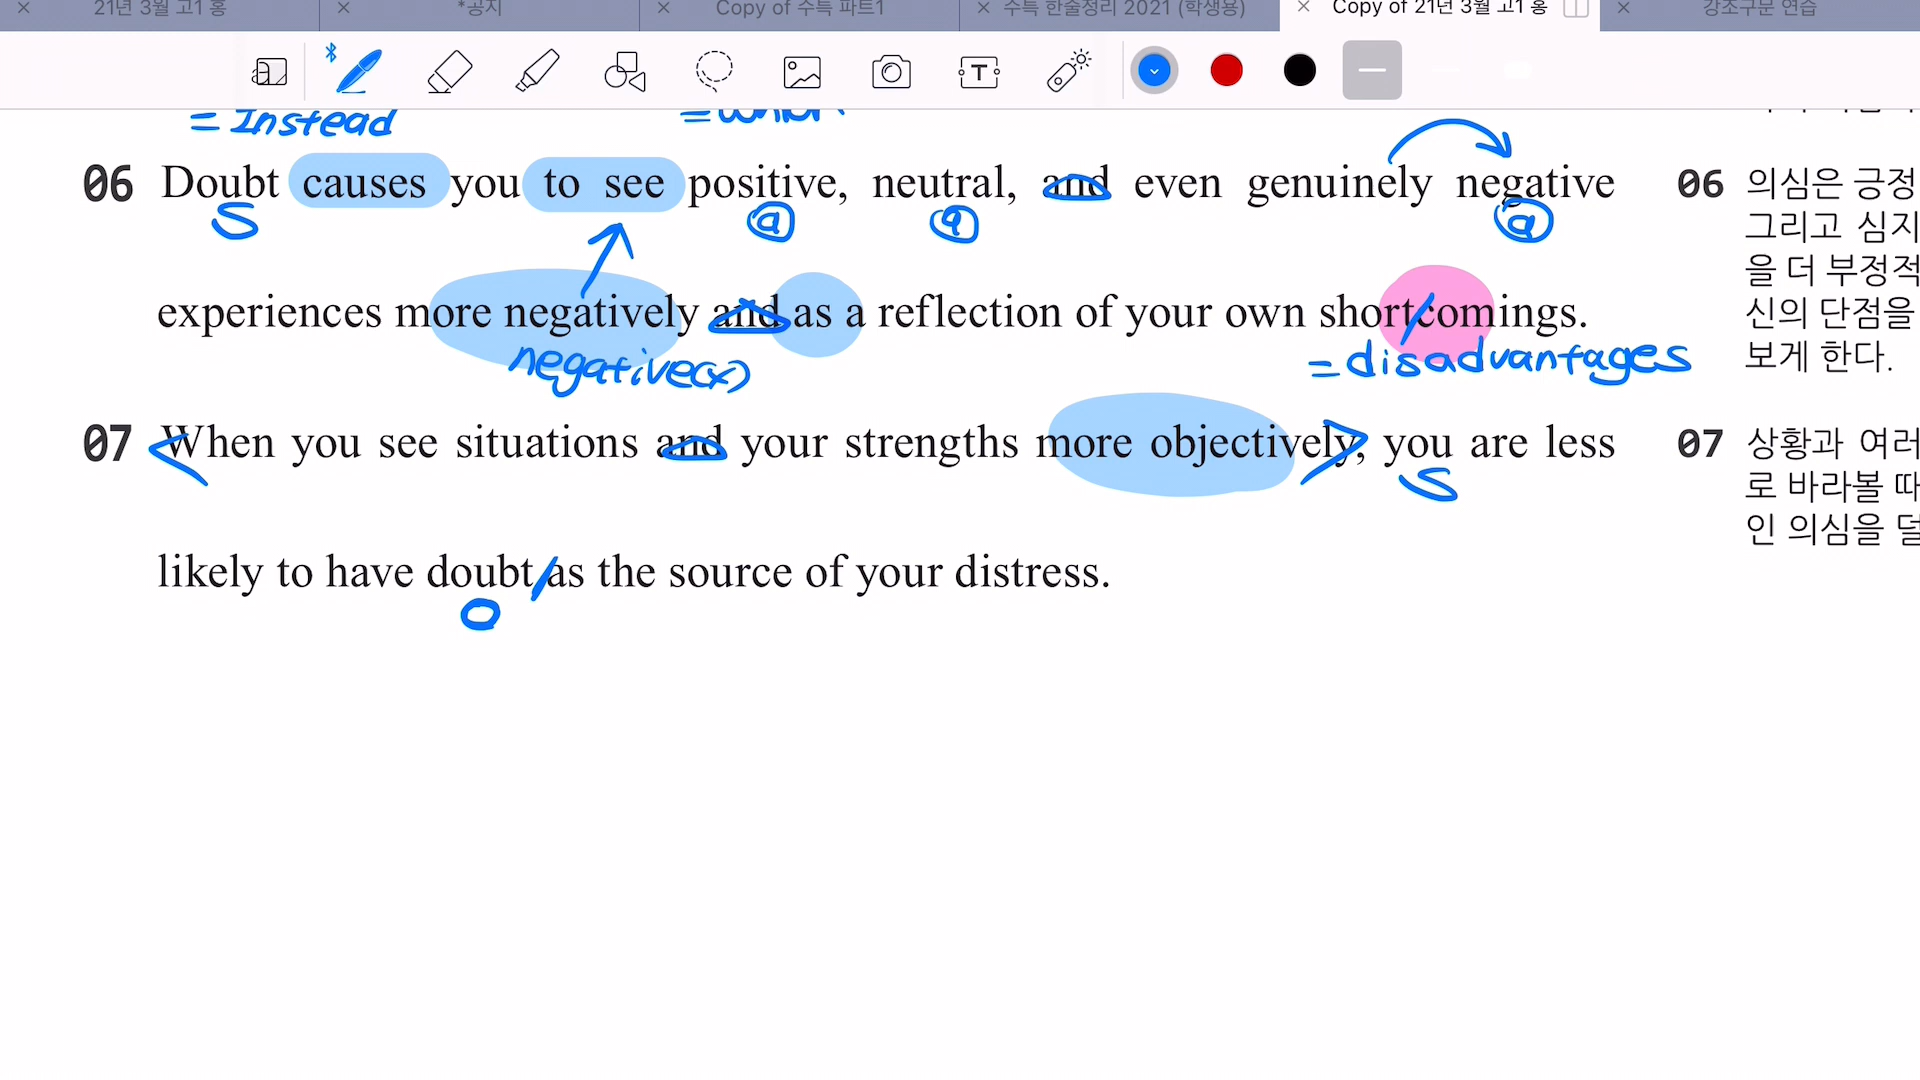 21년 3월 고1 홍
*공지
Copy of 수특 파트1
수특 한술정리 2021 (학생용)
Copy of 21년 3월 고1 홍
강조구문 연습
T
= Instead
06 Doubt causes you to see positive, neutral, and even genuinely negative
S
a
a
a
experiences more negatively and as a reflection of your own shortcomings.
negative(x)
= disadvantages
07 When you see situations and your strengths more objectively, you are less
S
likely to have doubt as the source of your distress.
O
06 의심은 긍정
그리고 심지
을 더 부정적
신의 단점을
보게 한다.
07 상황과 여러
로 바라볼 때
인 의심을 덜